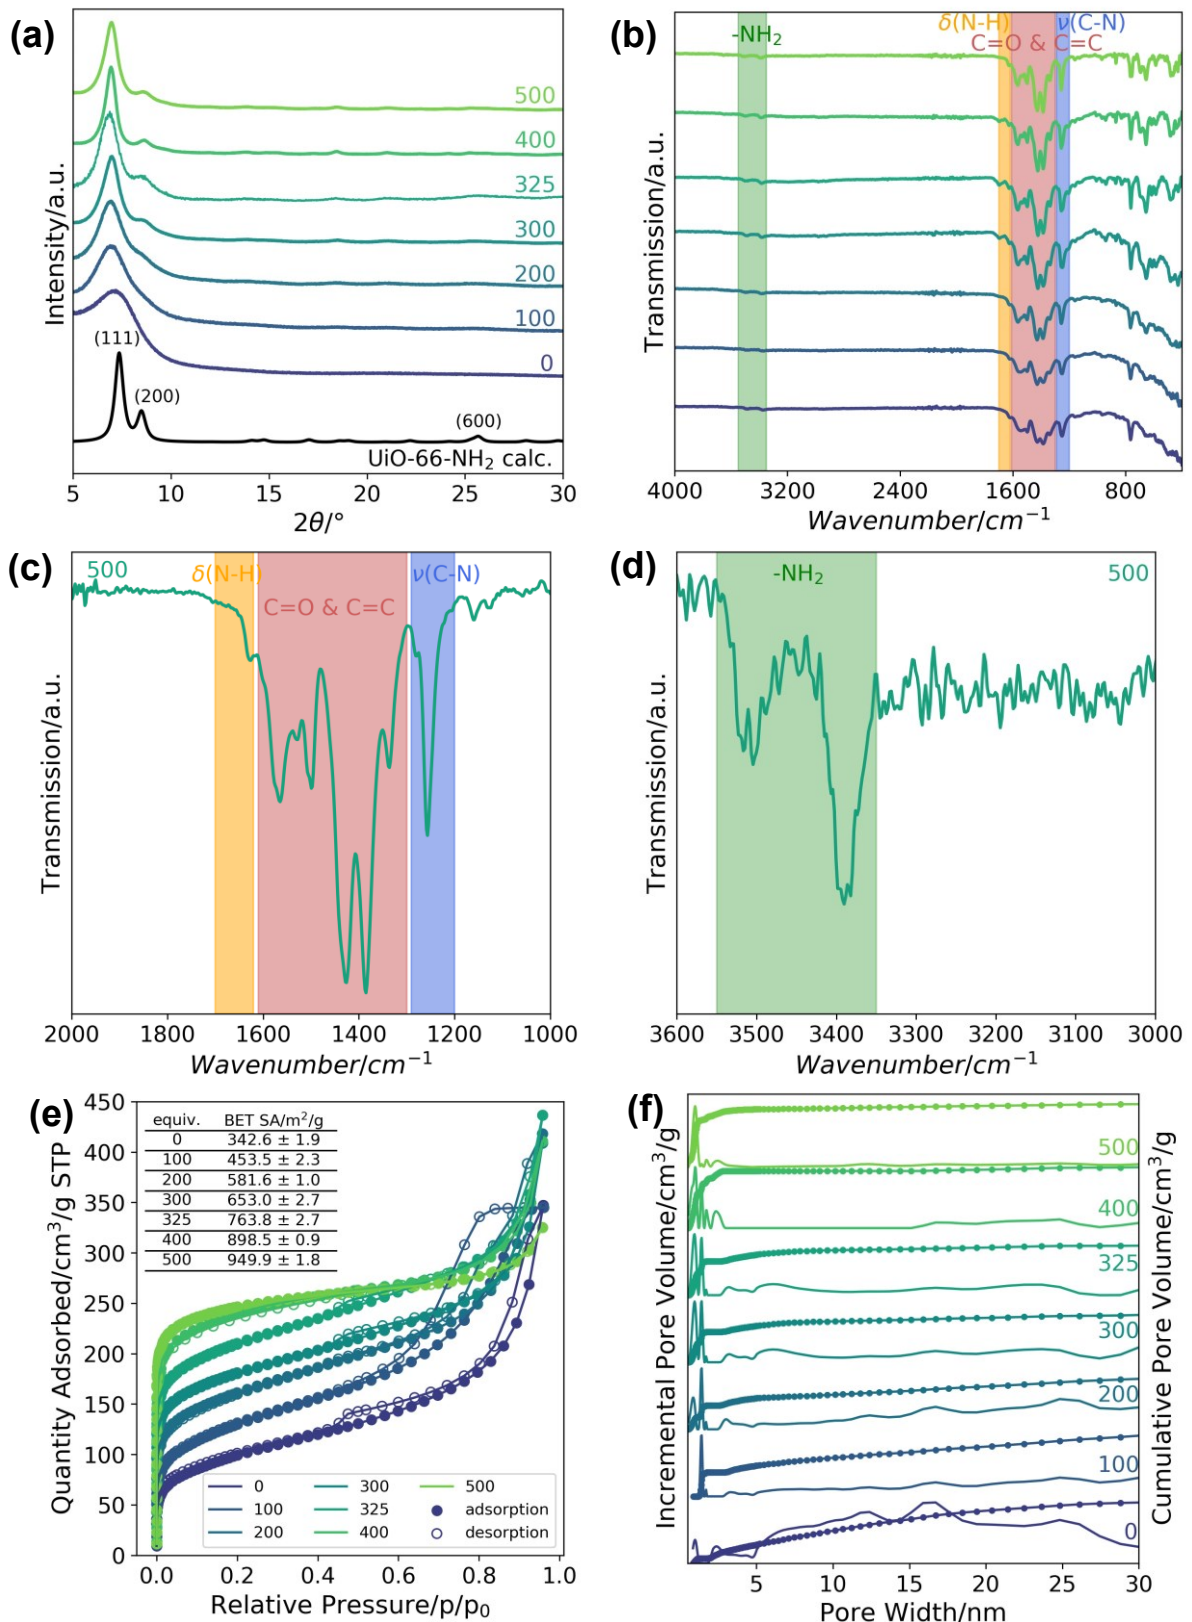 (a)
Intensity/a.u.
500
400
325
300
200
100
0
(111)
(200)
(600)
UiO-66-NH₂ calc.
5 10 15 20 25 30
2θ/°
(b)
Transmission/a.u.
-NH₂
δ(N-H)
ν(C-N)
C=O & C=C
4000 3200 2400 1600 800
Wavenumber/cm⁻¹
(c)
Transmission/a.u.
500
δ(N-H)
ν(C-N)
C=O & C=C
2000 1800 1600 1400 1200 1000
Wavenumber/cm⁻¹
(d)
Transmission/a.u.
-NH₂
500
3600 3500 3400 3300 3200 3100 3000
Wavenumber/cm⁻¹
(e)
Quantity Adsorbed/cm³/g STP
450
400
350
300
250
200
150
100
50
0
equiv. BET SA/m²/g
0 342.6 ± 1.9
100 453.5 ± 2.3
200 581.6 ± 1.0
300 653.0 ± 2.7
325 763.8 ± 2.7
400 898.5 ± 0.9
500 949.9 ± 1.8
0 300 500
100 325 adsorption
200 400 desorption
0.0 0.2 0.4 0.6 0.8 1.0
Relative Pressure/p/p₀
(f)
Incremental Pore Volume/cm³/g
Cumulative Pore Volume/cm³/g
500
400
325
300
200
100
0
5 10 15 20 25 30
Pore Width/nm